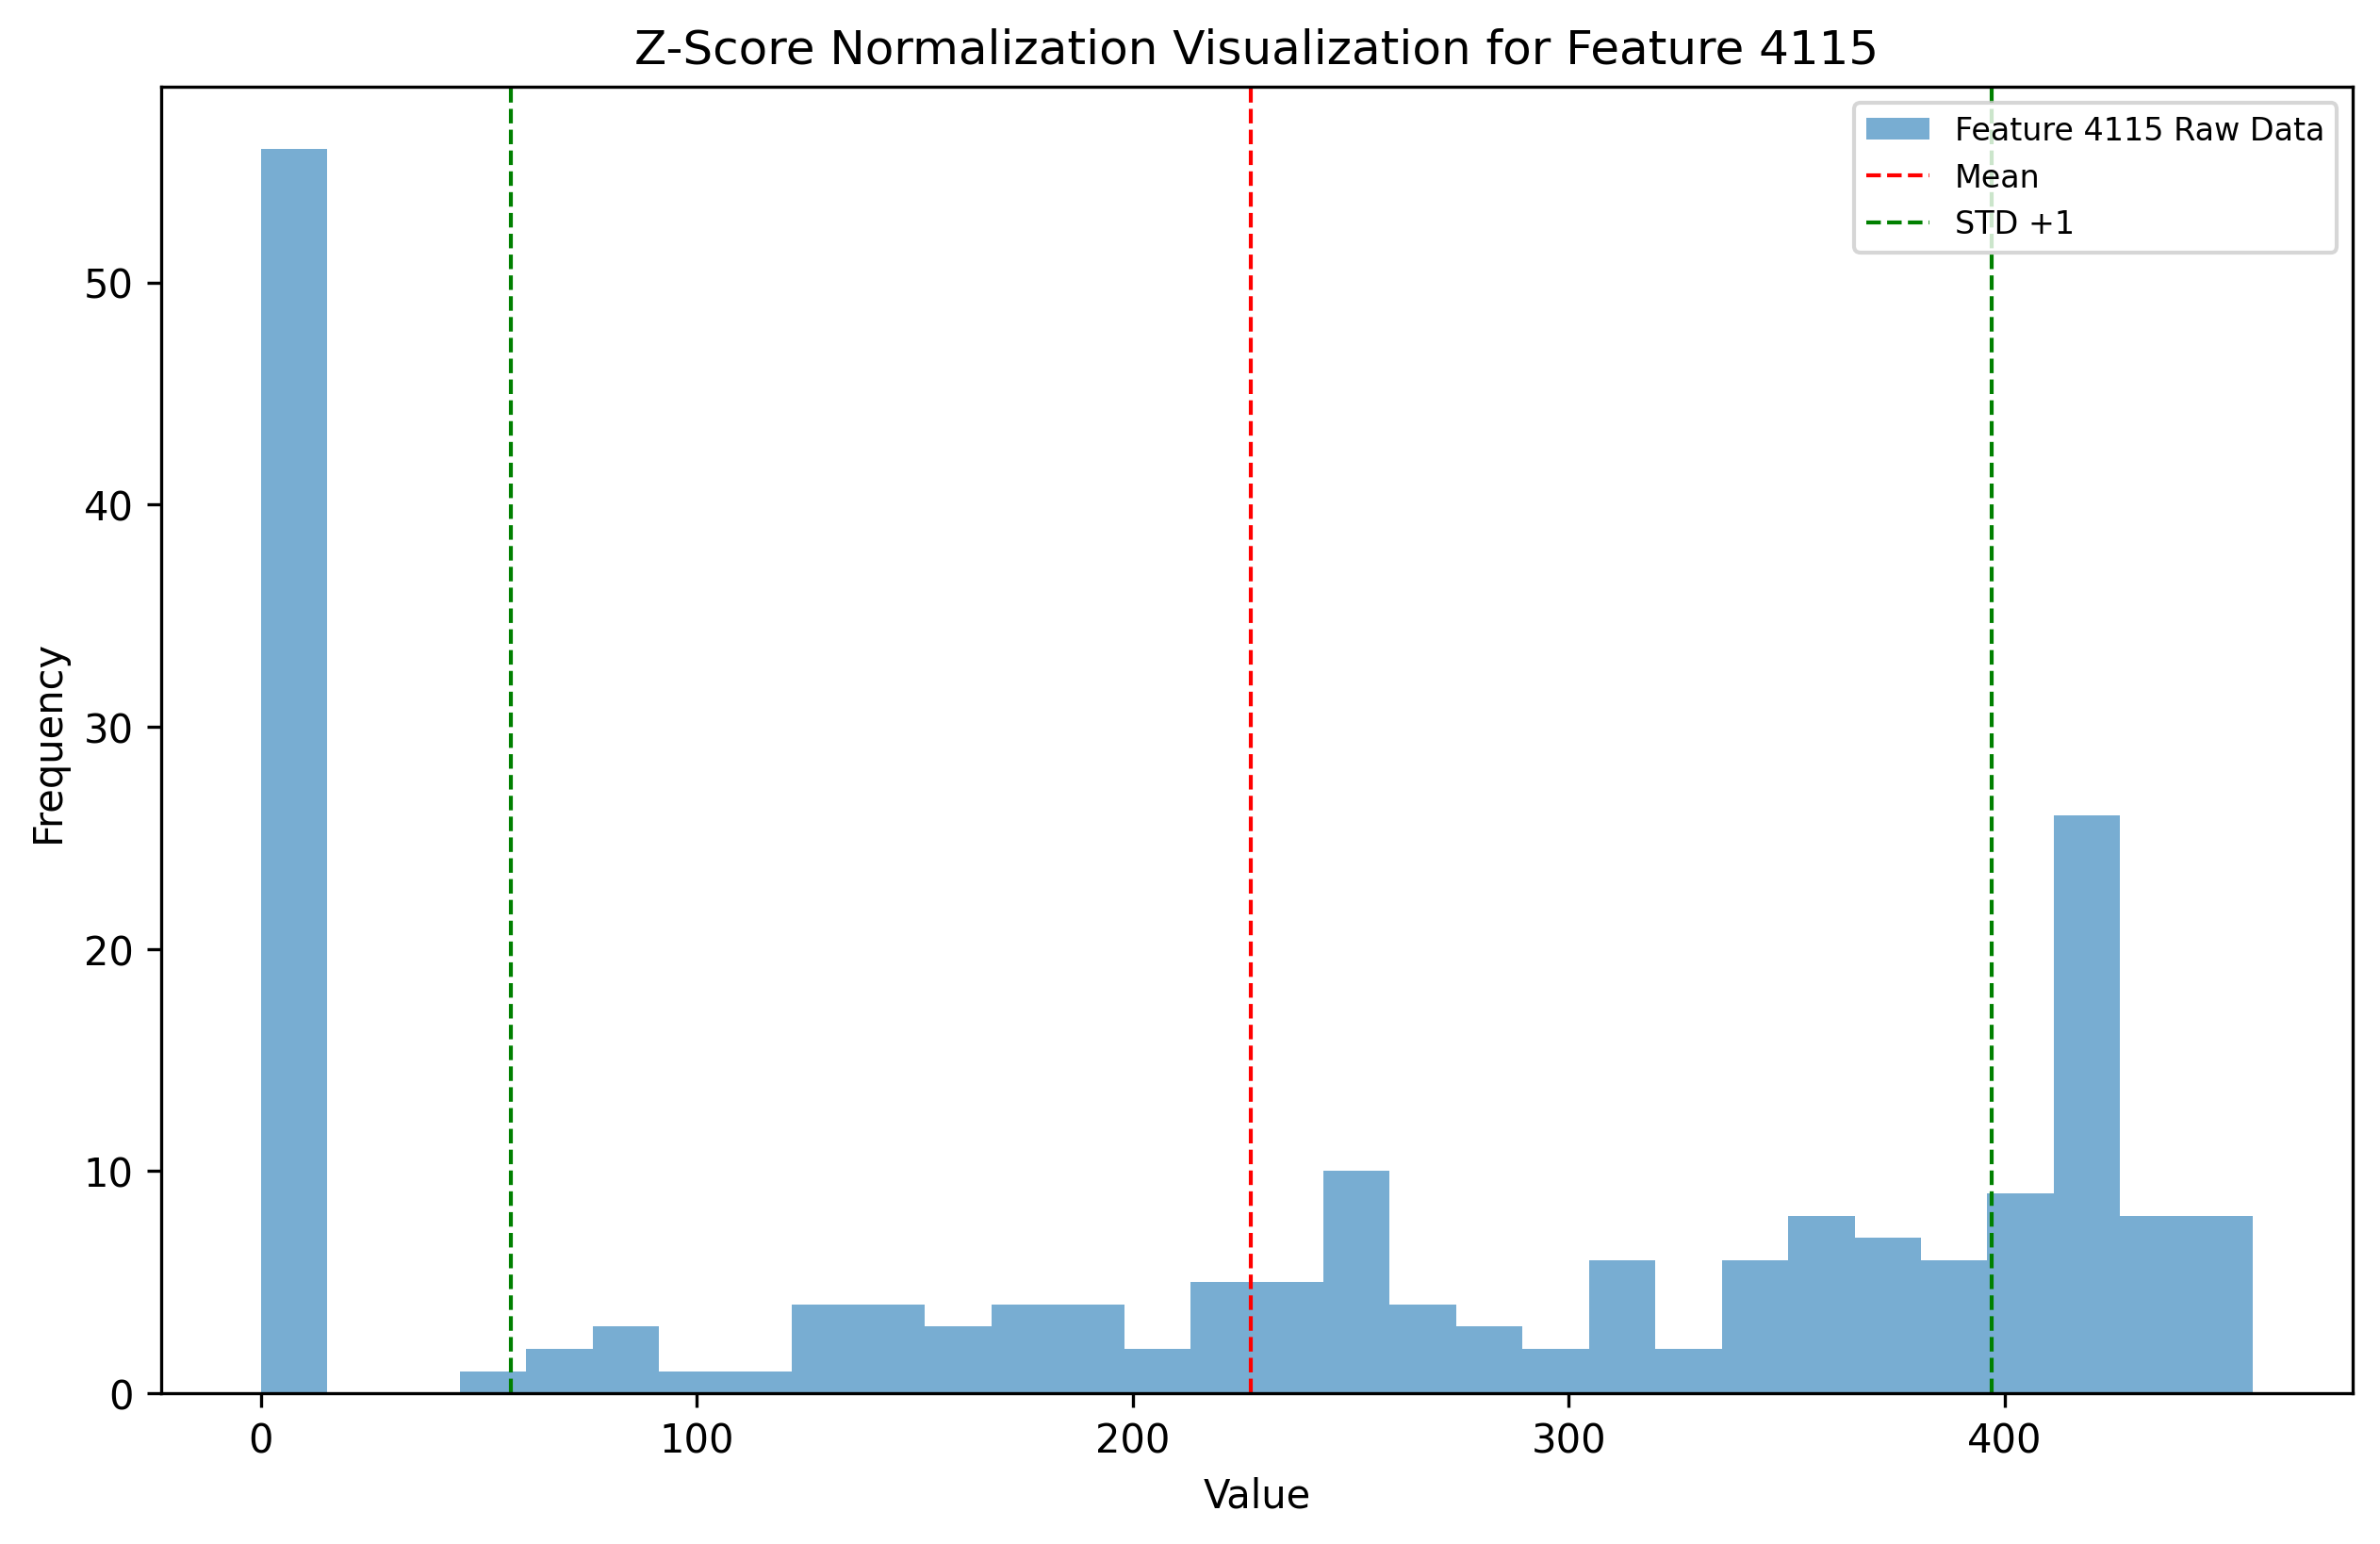 Z-Score Normalization Visualization for Feature 4115
Feature 4115 Raw Data
Mean
STD +1
50
40
30
20
10
0
Frequency
0 100 200 300 400
Value